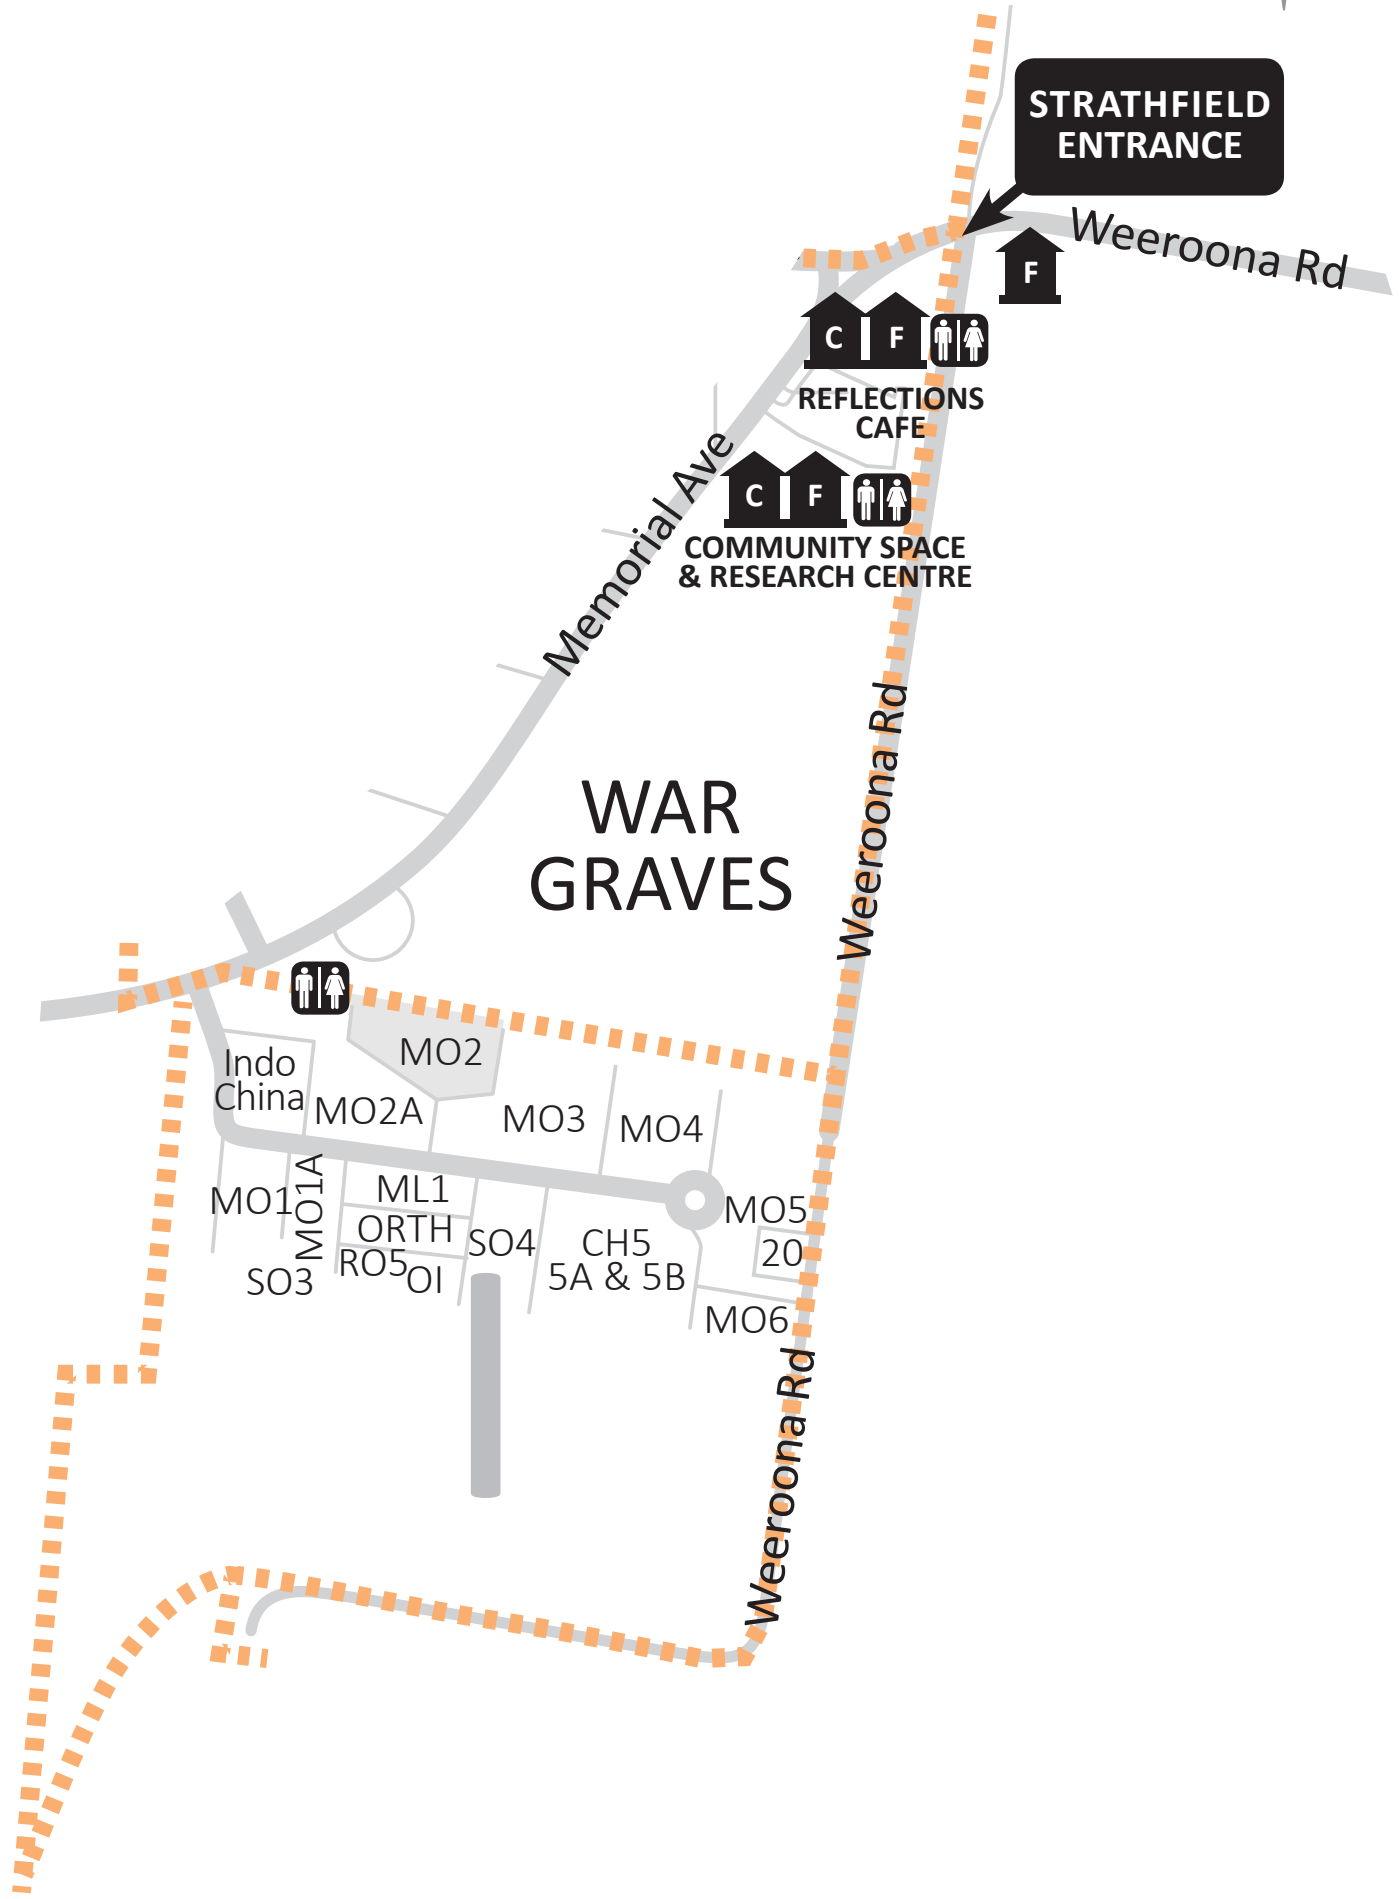 STRATHFIELD
ENTRANCE
Weeroona Rd
F
C F
REFLECTIONS
CAFE
Memorial Ave
C F
COMMUNITY SPACE
& RESEARCH CENTRE
Weeroona Rd
WAR
GRAVES
Indo
China
MO2
MO2A
MO3
MO4
MO1
MO1A
ML1
ORTH
RO5
OI
SO3
SO4
CH5
5A & 5B
MO5
20
MO6
Weeroona Rd